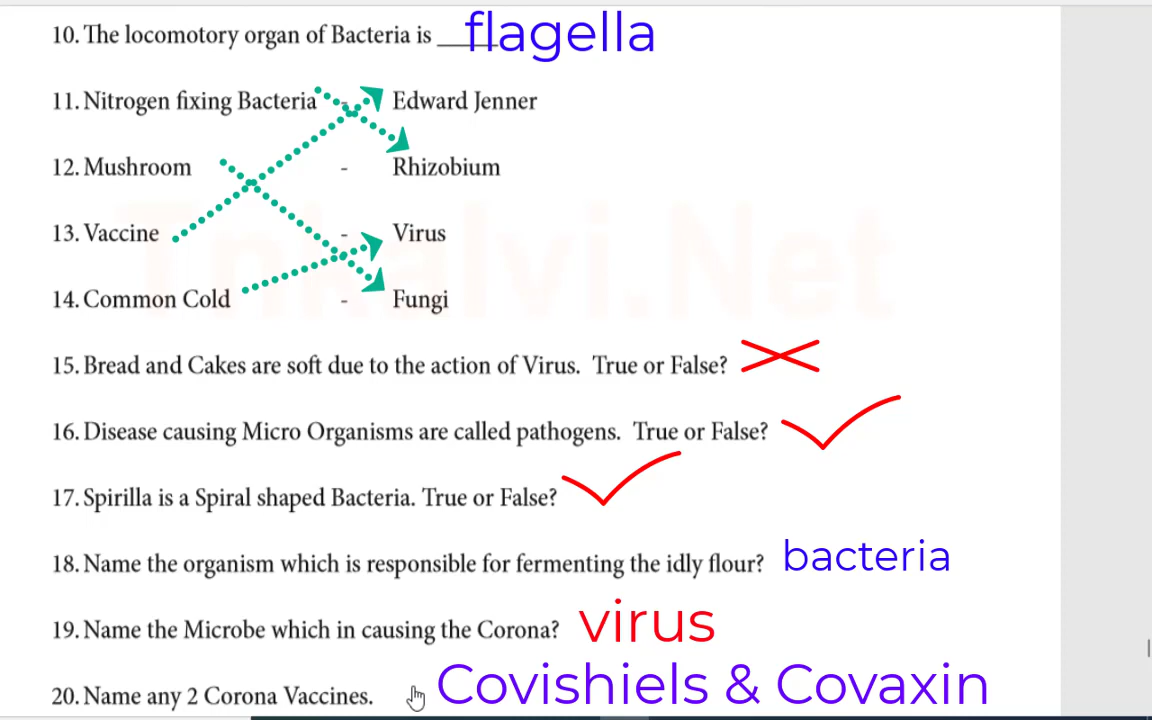 10. The locomotory organ of Bacteria is ____ flagella
11. Nitrogen fixing Bacteria - Edward Jenner
12. Mushroom - Rhizobium
13. Vaccine - Virus
14. Common Cold - Fungi
Tnkalvi.Net
15. Bread and Cakes are soft due to the action of Virus. True or False?
16. Disease causing Micro Organisms are called pathogens. True or False?
17. Spirilla is a Spiral shaped Bacteria. True or False?
18. Name the organism which is responsible for fermenting the idly flour? bacteria
19. Name the Microbe which in causing the Corona? virus
20. Name any 2 Corona Vaccines. Covishiels & Covaxin